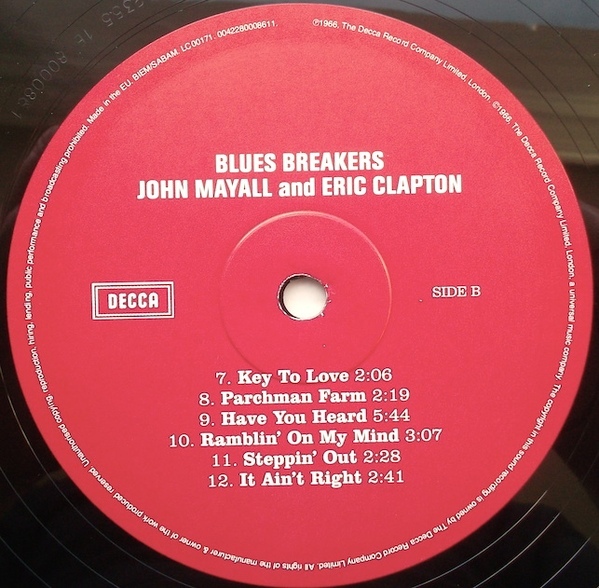 BLUES BREAKERS
JOHN MAYALL and ERIC CLAPTON
DECCA
SIDE B
7. Key To Love 2:06
8. Parchman Farm 2:19
9. Have You Heard 5:44
10. Ramblin' On My Mind 3:07
11. Steppin' Out 2:28
12. It Ain't Right 2:41
℗1966, The Decca Record Company Limited, London. ©1966, The Decca Record Company Limited, London, a universal music company. The copyright in this sound recording is owned by The Decca Record Company Limited. All rights of the manufacturer & owner of the work produced reserved. Unauthorised copying, reproduction, hiring, lending, public performance and broadcasting prohibited. Made in the EU. BIEM/SABAM. LC00171. 0042280008611.